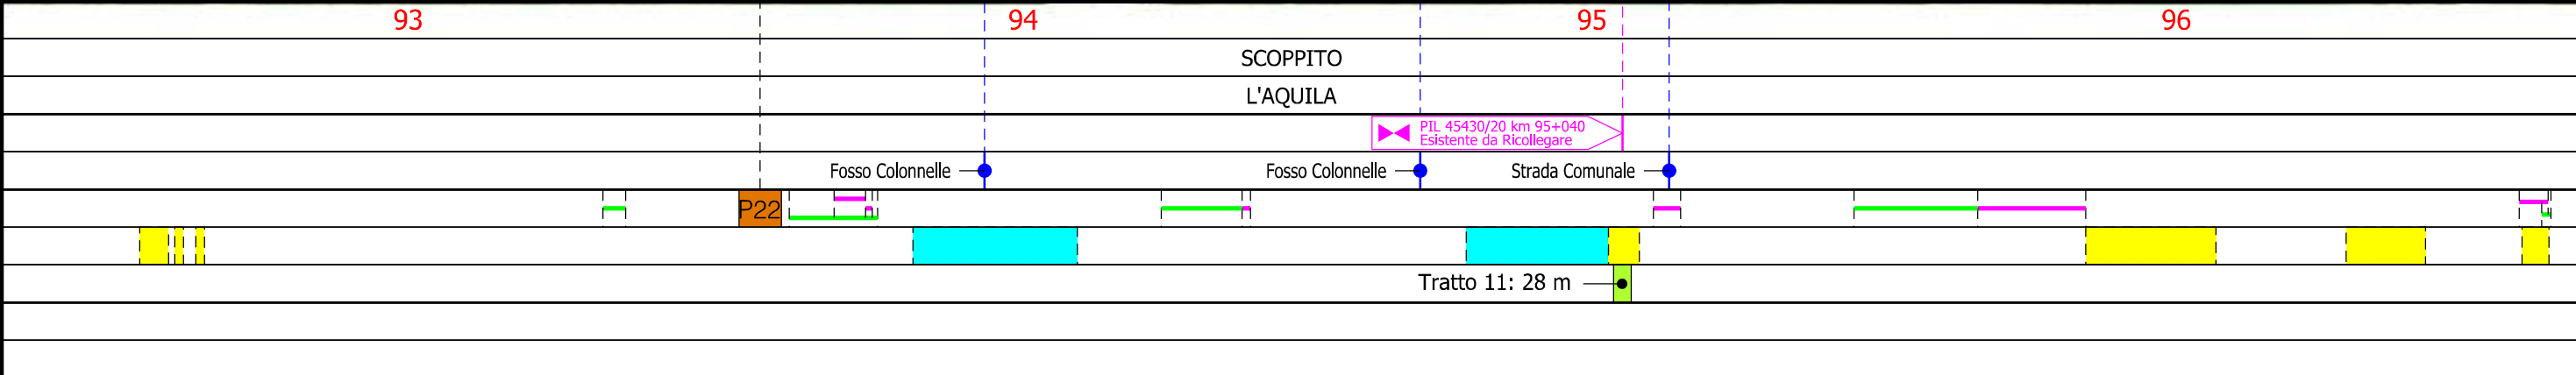 93 94 95 96
SCOPPITO
L'AQUILA
PIL 45430/20 km 95+040
Esistente da Ricollegare
Fosso Colonnelle Fosso Colonnelle Strada Comunale
P22
Tratto 11: 28 m